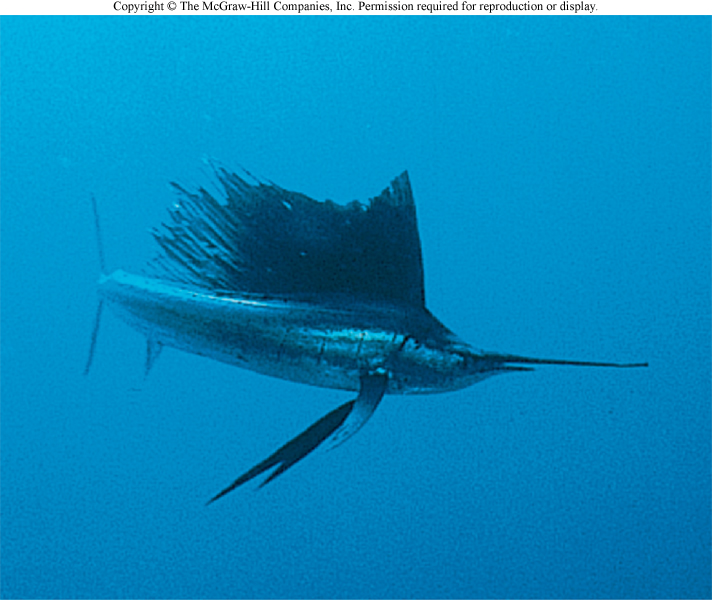 Copyright © The McGraw-Hill Companies, Inc. Permission required for reproduction or display.